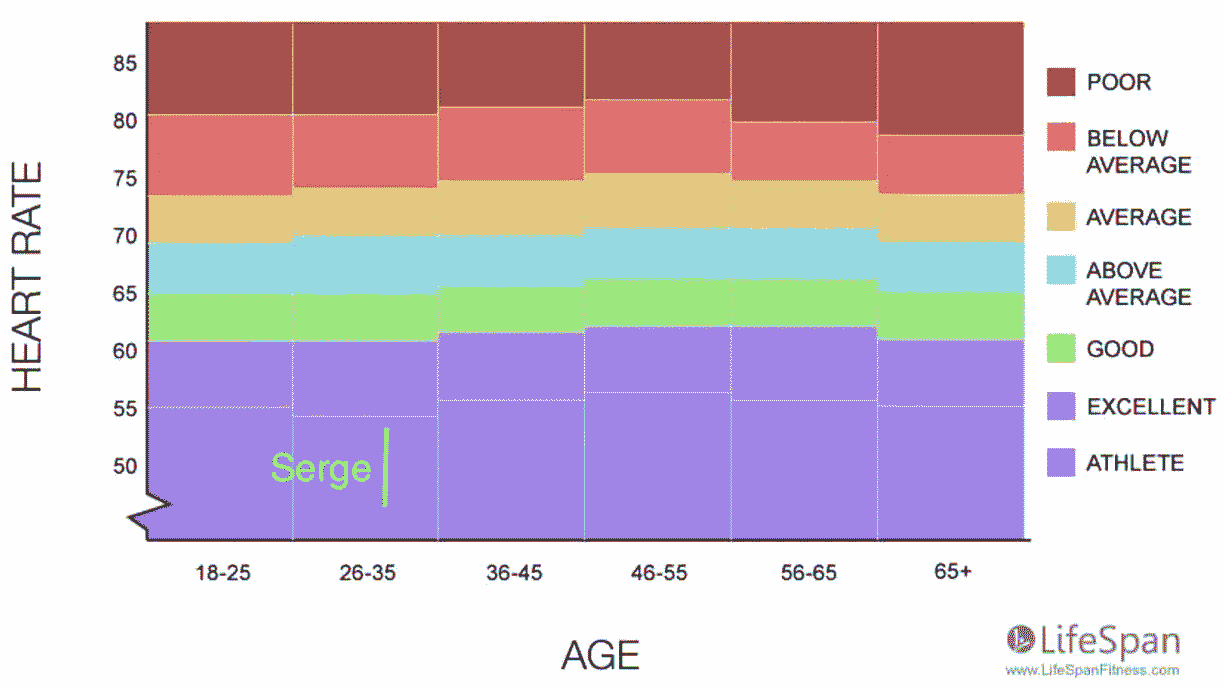 HEART RATE
85
80
75
70
65
60
55
50
Serge
18-25
26-35
36-45
46-55
56-65
65+
AGE
POOR
BELOW
AVERAGE
AVERAGE
ABOVE
AVERAGE
GOOD
EXCELLENT
ATHLETE
LifeSpan
www.LifeSpanFitness.com